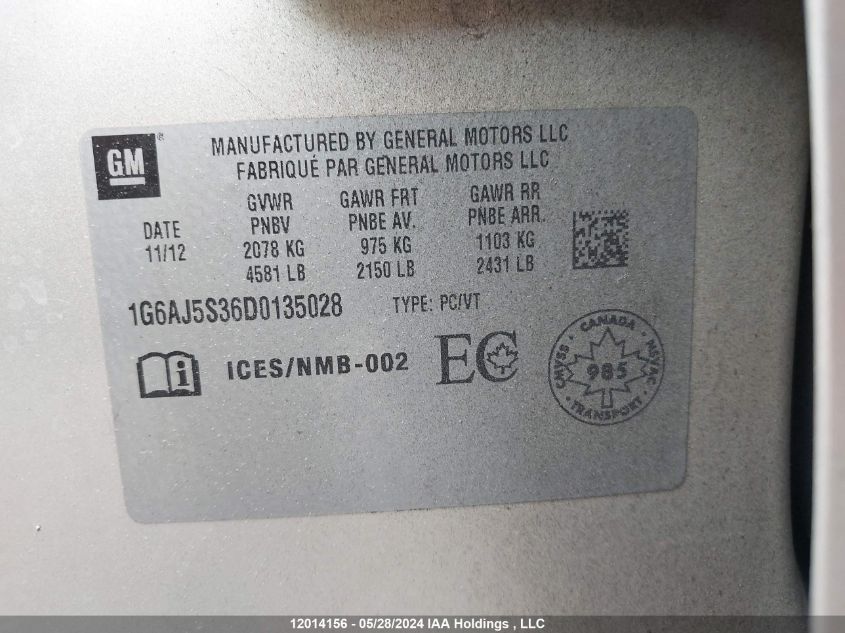 GM
MANUFACTURED BY GENERAL MOTORS LLC
FABRIQUÉ PAR GENERAL MOTORS LLC
GVWR GAWR FRT GAWR RR
DATE PNBV PNBE AV. PNBE ARR.
11/12 2078 KG 975 KG 1103 KG
4581 LB 2150 LB 2431 LB
1G6AJ5S36D0135028 TYPE: PC/VT
i ICES/NMB-002 EC
CANADA
CMVSS 985 NSVAC
TRANSPORT
12014156 - 05/28/2024 IAA Holdings , LLC